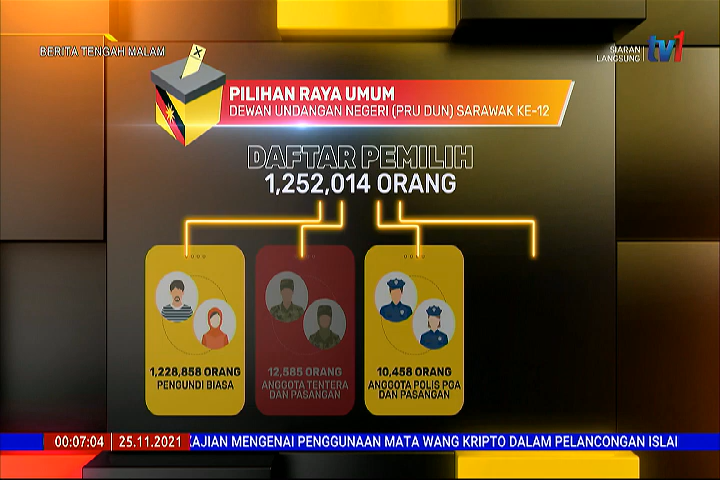 BERITA TENGAH MALAM
SIARAN
LANGSUNG
tv1
PILIHAN RAYA UMUM
DEWAN UNDANGAN NEGERI (PRU DUN) SARAWAK KE-12
DAFTAR PEMILIH
1,252,014 ORANG
1,228,858 ORANG
PENGUNDI BIASA
12,585 ORANG
ANGGOTA TENTERA
DAN PASANGAN
10,458 ORANG
ANGGOTA POLIS PGA
DAN PASANGAN
00:07:04
25.11.2021
KAJIAN MENGENAI PENGGUNAAN MATA WANG KRIPTO DALAM PELANCONGAN ISLAI